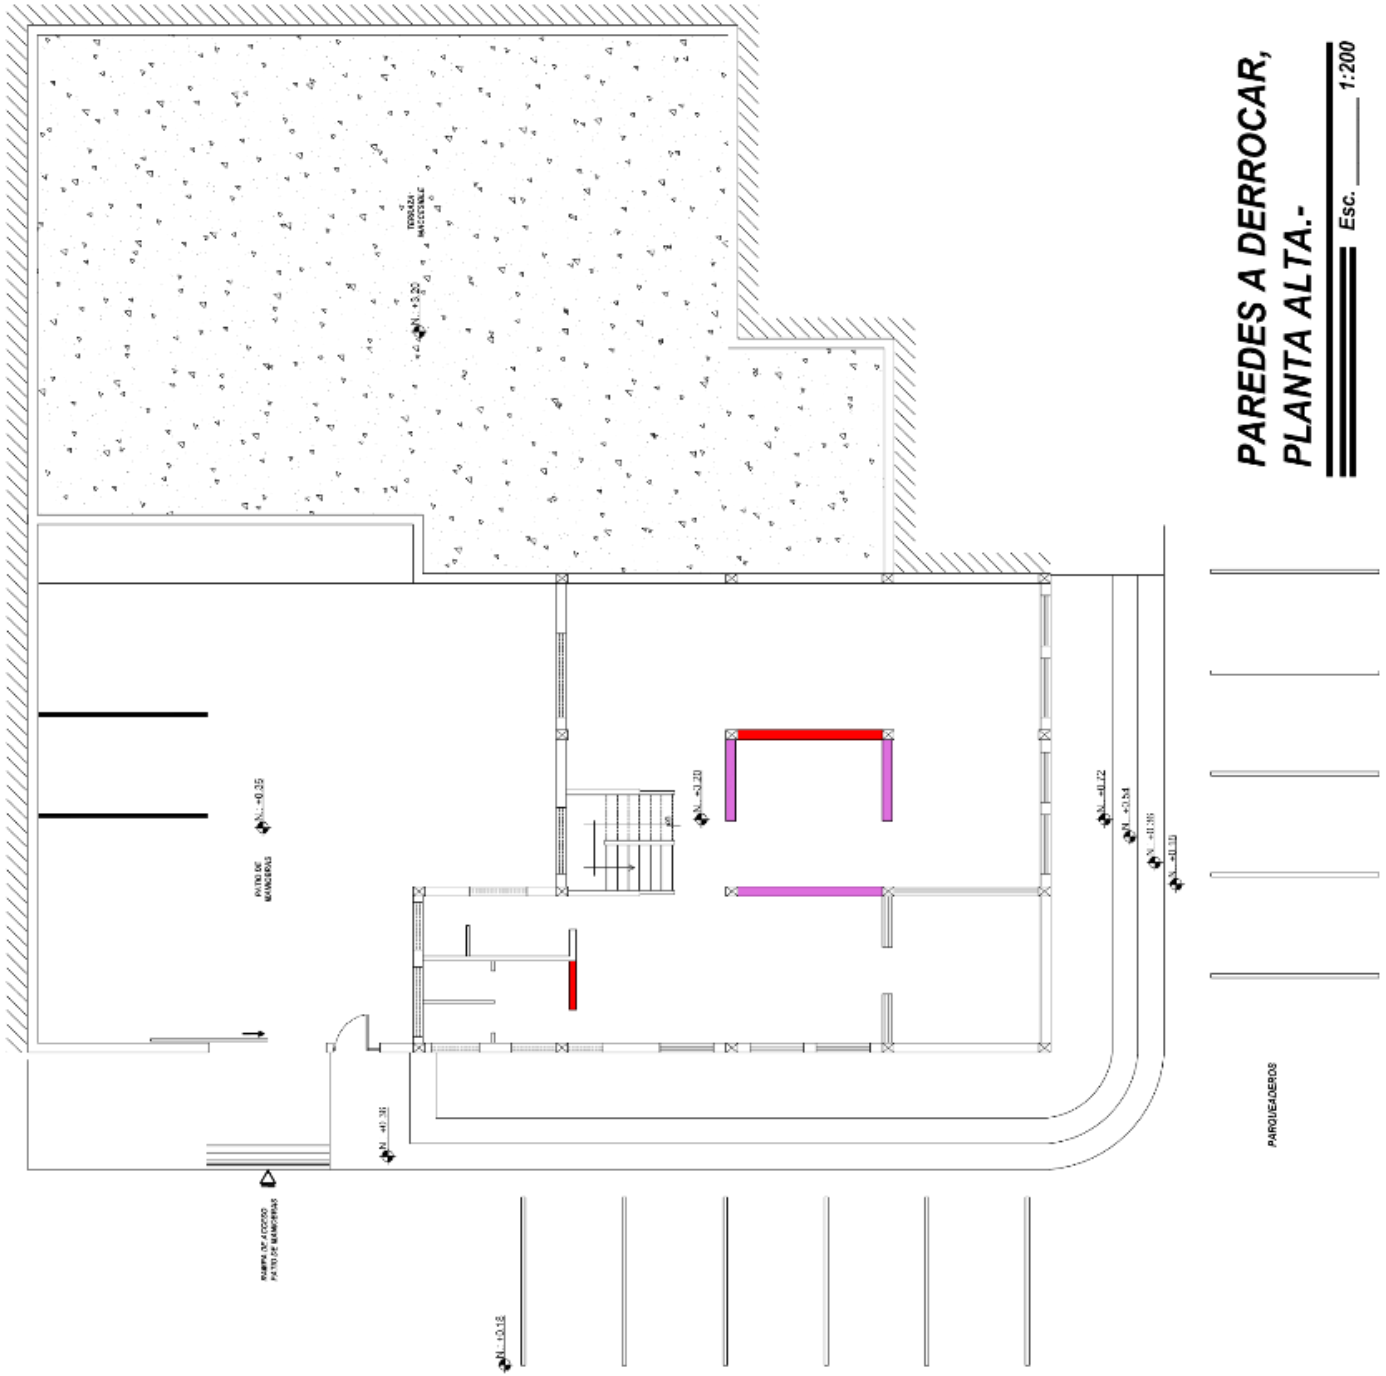 PAREDES A DERROCAR,
PLANTA ALTA.-
Esc. 1:200
TERRAZA
INACCESIBLE
N.: +3.20
N.: +0.35
PATIO DE
MANIOBRAS
N.: +3.20
N.: +0.72
N.: +0.54
N.: +0.36
N.: +0.18
N.: +0.36
RAMPA DE ACCESO
PATIO DE MANIOBRAS
N.: +0.18
PARQUEADEROS